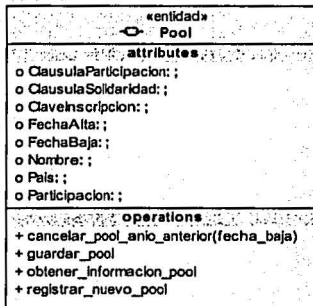 «entidad»
Pool
attributes
o ClausulaParticipacion: ;
o ClausulaSolidaridad: ;
o ClaveInscripcion: ;
o FechaAlta: ;
o FechaBaja: ;
o Nombre: ;
o Pais: ;
o Participacion: ;
operations
+ cancelar_pool_anio_anterior(fecha_baja)
+ guardar_pool
+ obtener_informacion_pool
+ registrar_nuevo_pool